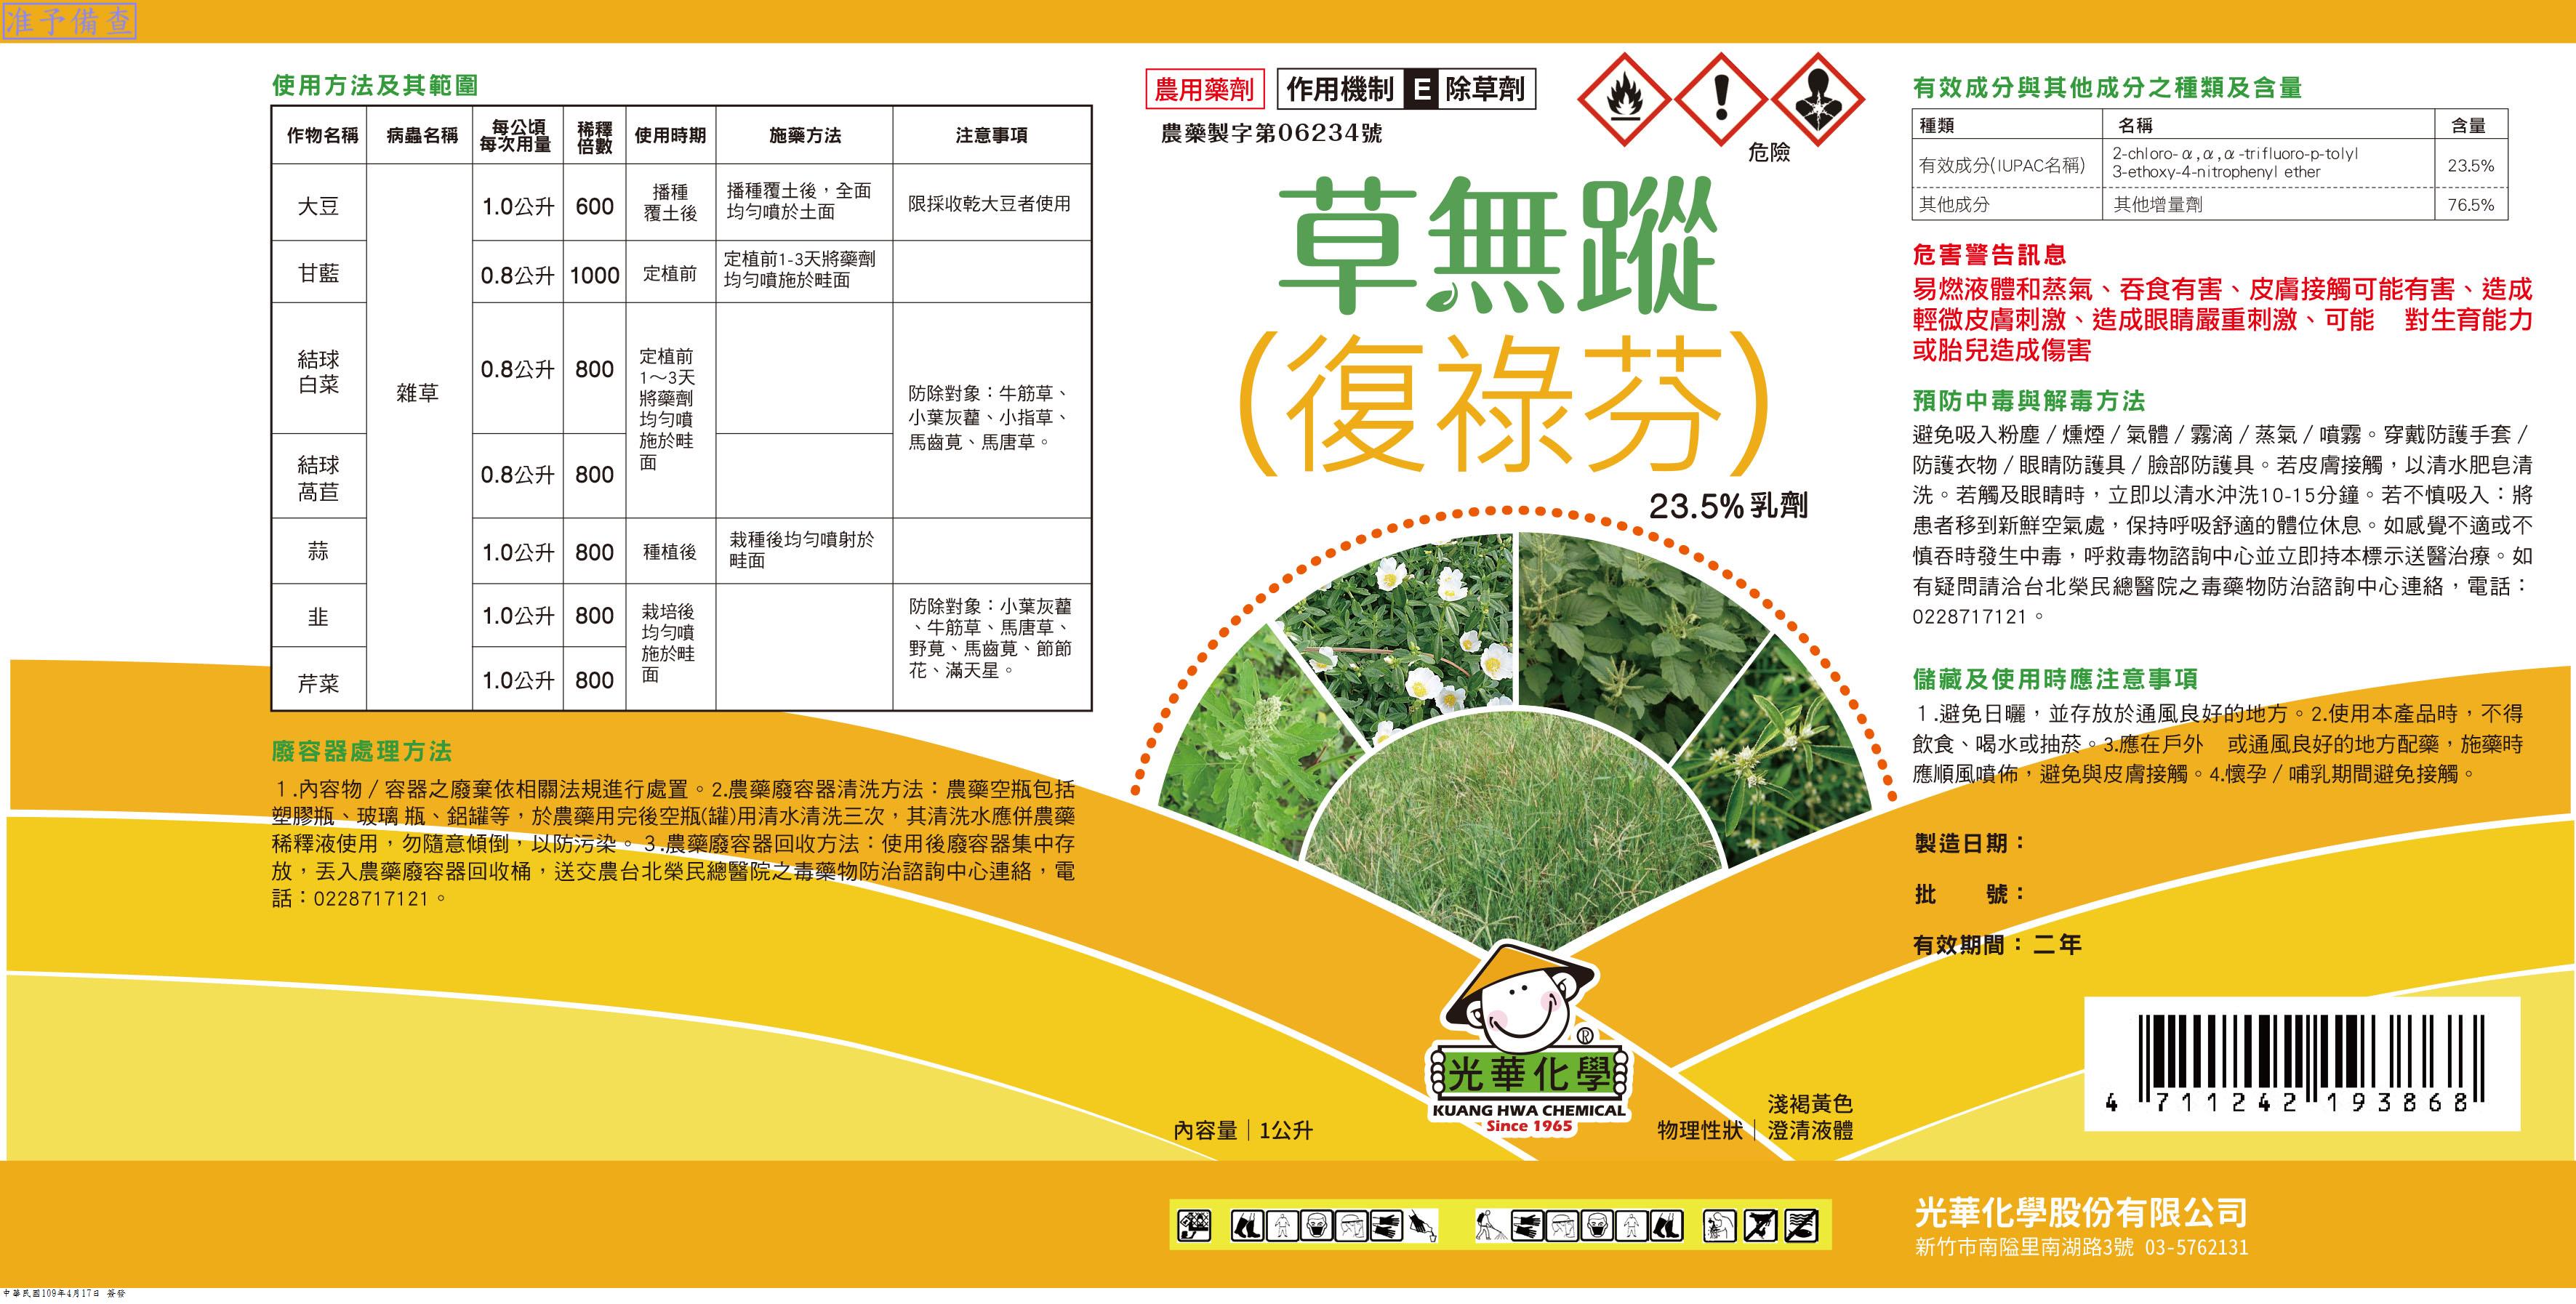 准予備查
使用方法及其範圍
作物名稱 病蟲名稱 每公頃每次用量 稀釋倍數 使用時期 施藥方法 注意事項
大豆 雜草 1.0公升 600 播種覆土後 播種覆土後，全面均勻噴於土面 限採收乾大豆者使用
甘藍 0.8公升 1000 定植前 定植前1-3天將藥劑均勻噴施於畦面
結球白菜 0.8公升 800 定植前1～3天將藥劑均勻噴施於畦面 防除對象：牛筋草、小葉灰藋、小指草、馬齒莧、馬唐草。
結球萵苣 0.8公升 800
蒜 1.0公升 800 種植後 栽種後均勻噴射於畦面
韭 1.0公升 800 栽培後均勻噴施於畦面 防除對象：小葉灰藋、牛筋草、馬唐草、野莧、馬齒莧、節節花、滿天星。
芹菜 1.0公升 800
廢容器處理方法
1.內容物／容器之廢棄依相關法規進行處置。2.農藥廢容器清洗方法：農藥空瓶包括
塑膠瓶、玻璃 瓶、鋁罐等，於農藥用完後空瓶(罐)用清水清洗三次，其清洗水應併農藥
稀釋液使用，勿隨意傾倒，以防污染。3.農藥廢容器回收方法：使用後廢容器集中存
放，丟入農藥廢容器回收桶，送交農台北榮民總醫院之毒藥物防治諮詢中心連絡，電
話：0228717121。
農用藥劑 作用機制 E 除草劑
農藥製字第06234號
危險
草無蹤
(復祿芬)
23.5% 乳劑
®
光華化學
KUANG HWA CHEMICAL
Since 1965
內容量｜1公升
物理性狀｜淺褐黃色
澄清液體
有效成分與其他成分之種類及含量
種類 名稱 含量
有效成分(IUPAC名稱) 2-chloro-α,α,α-trifluoro-p-tolyl 3-ethoxy-4-nitrophenyl ether 23.5%
其他成分 其他增量劑 76.5%
危害警告訊息
易燃液體和蒸氣、吞食有害、皮膚接觸可能有害、造成
輕微皮膚刺激、造成眼睛嚴重刺激、可能　對生育能力
或胎兒造成傷害
預防中毒與解毒方法
避免吸入粉塵／燻煙／氣體／霧滴／蒸氣／噴霧。穿戴防護手套／
防護衣物／眼睛防護具／臉部防護具。若皮膚接觸，以清水肥皂清
洗。若觸及眼睛時，立即以清水沖洗10-15分鐘。若不慎吸入：將
患者移到新鮮空氣處，保持呼吸舒適的體位休息。如感覺不適或不
慎吞時發生中毒，呼救毒物諮詢中心並立即持本標示送醫治療。如
有疑問請洽台北榮民總醫院之毒藥物防治諮詢中心連絡，電話：
0228717121。
儲藏及使用時應注意事項
1.避免日曬，並存放於通風良好的地方。2.使用本產品時，不得
飲食、喝水或抽菸。3.應在戶外　或通風良好的地方配藥，施藥時
應順風噴佈，避免與皮膚接觸。4.懷孕／哺乳期間避免接觸。
製造日期：
批　　號：
有效期間：二年
4 711242 193868
光華化學股份有限公司
新竹市南隘里南湖路3號 03-5762131
中華民國109年4月17日 簽發